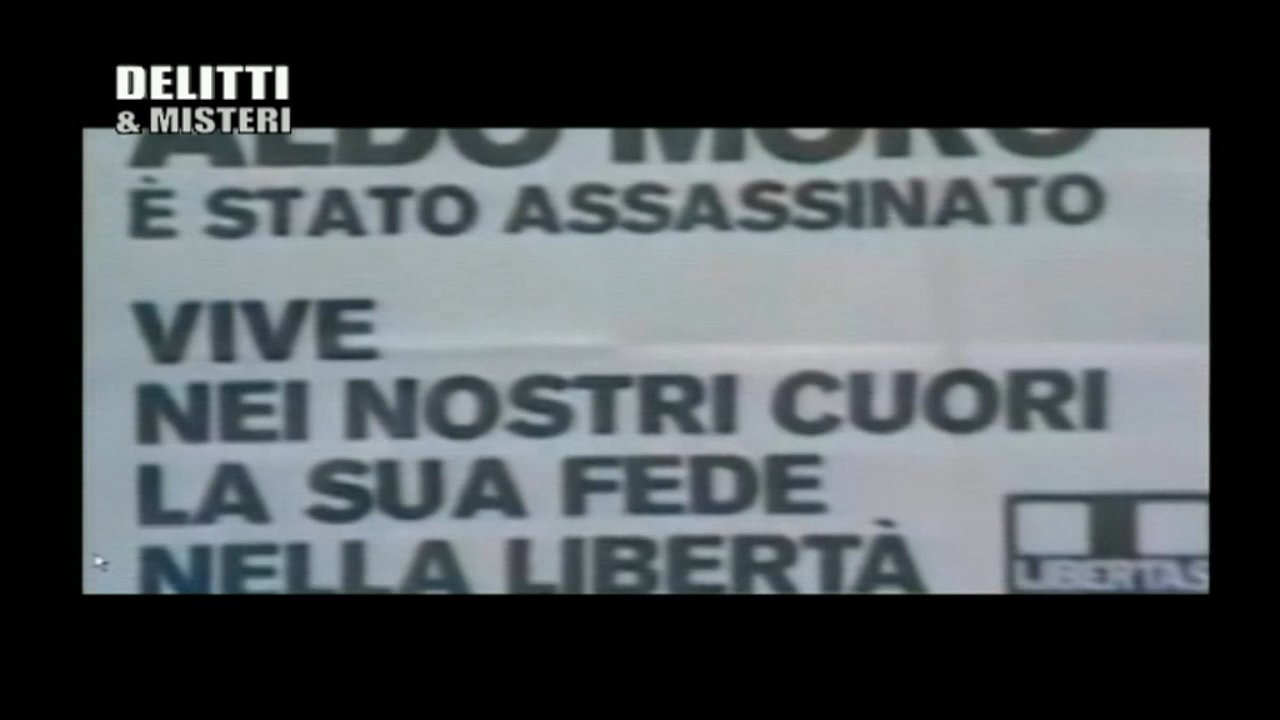 DELITTI
& MISTERI
ALDO MORO
È STATO ASSASSINATO
VIVE
NEI NOSTRI CUORI
LA SUA FEDE
NELLA LIBERTÀ
LIBERTAS